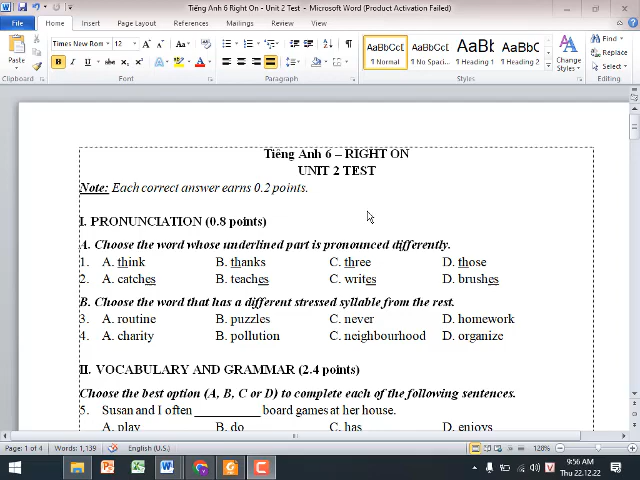 Tiếng Anh 6 Right On - Unit 2 Test - Microsoft Word (Product Activation Failed)
File Home Insert Page Layout References Mailings Review View
Times New Rom 12
Paste
B I U
Clipboard Font Paragraph Styles Editing
¶ Normal ¶ No Spaci... Heading 1 Heading 2
Change Styles
Find
Replace
Select
Tiếng Anh 6 – RIGHT ON
UNIT 2 TEST
Note: Each correct answer earns 0.2 points.
I. PRONUNCIATION (0.8 points)
A. Choose the word whose underlined part is pronounced differently.
1. A. think B. thanks C. three D. those
2. A. catches B. teaches C. writes D. brushes
B. Choose the word that has a different stressed syllable from the rest.
3. A. routine B. puzzles C. never D. homework
4. A. charity B. pollution C. neighbourhood D. organize
II. VOCABULARY AND GRAMMAR (2.4 points)
Choose the best option (A, B, C or D) to complete each of the following sentences.
5. Susan and I often __________ board games at her house.
A. play B. do C. has D. enjoys
Page: 1 of 4 Words: 1,139 English (U.S.) 128%
9:56 AM
Thu 22.12.22